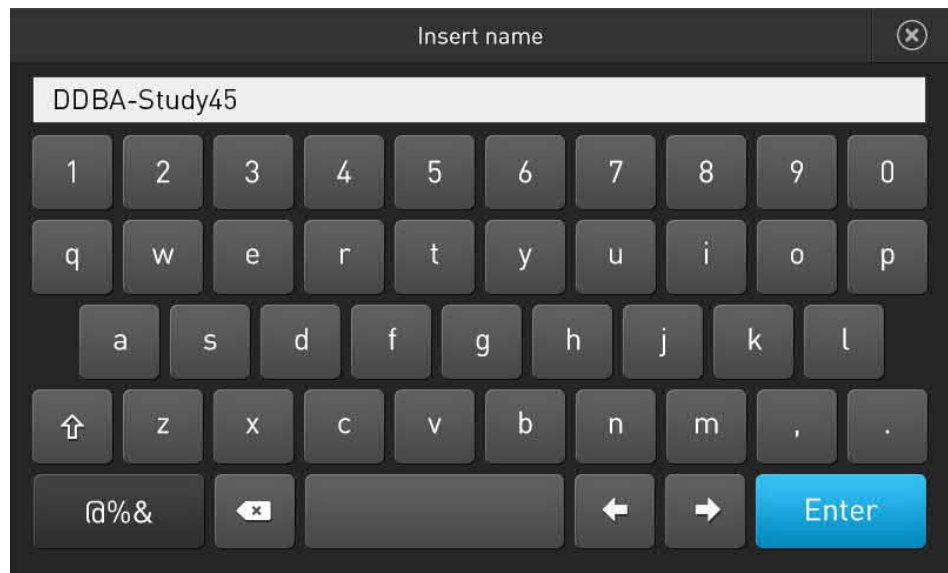 Insert name
DDBA-Study45
1 2 3 4 5 6 7 8 9 0
q w e r t y u i o p
a s d f g h j k l
z x c v b n m , .
@%& Enter